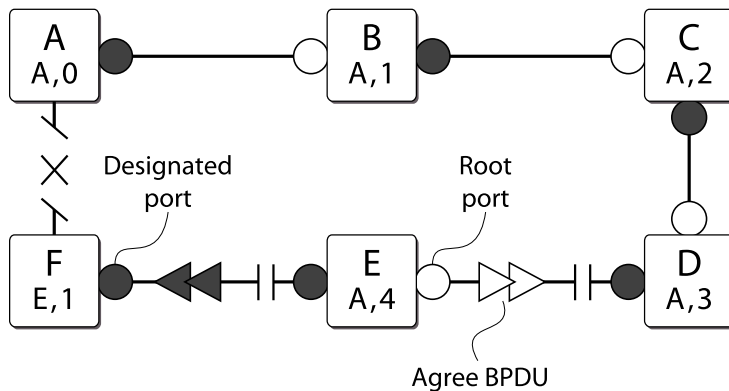 A
A,0
B
A,1
C
A,2
Designated
port
Root
port
F
E,1
E
A,4
D
A,3
Agree BPDU